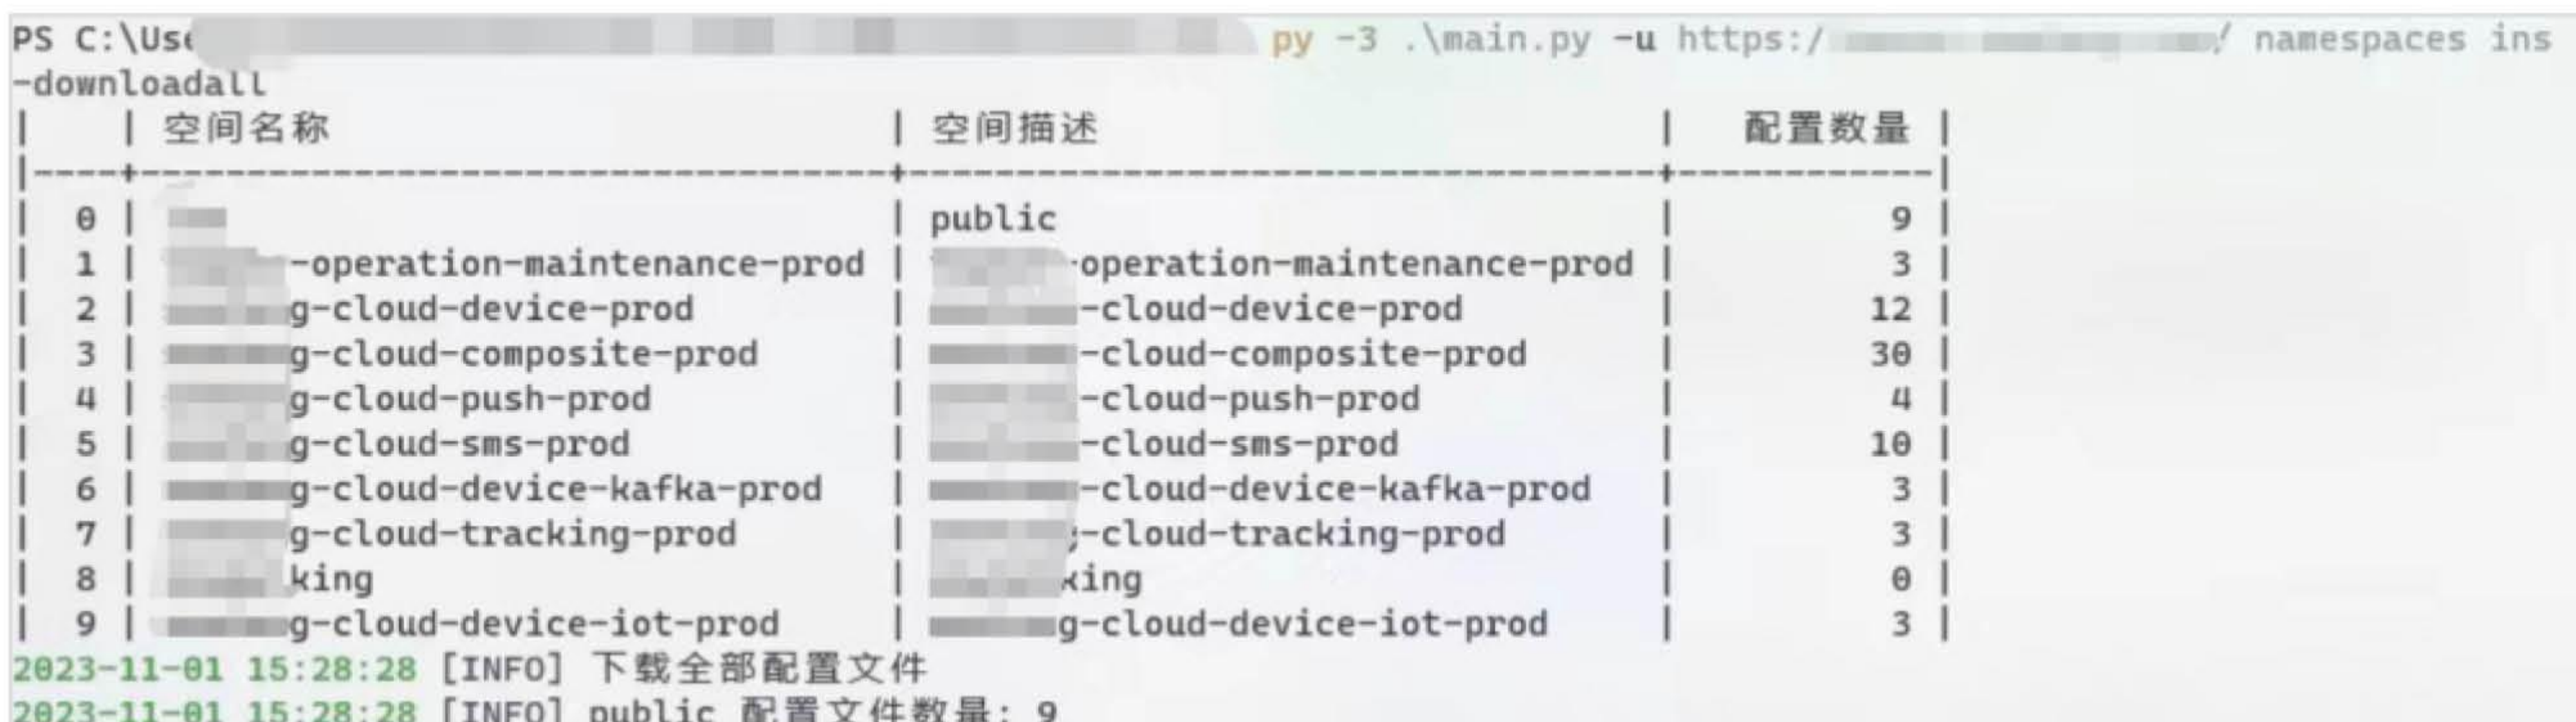 PS C:\Use py -3 .\main.py -u https:/ / namespaces ins
-downloadall
| | 空间名称 | 空间描述 | 配置数量 |
|----+-----------------------------------+-----------------------------------+------------|
| 0 | | public | 9 |
| 1 | -operation-maintenance-prod | -operation-maintenance-prod | 3 |
| 2 | g-cloud-device-prod | -cloud-device-prod | 12 |
| 3 | g-cloud-composite-prod | -cloud-composite-prod | 30 |
| 4 | g-cloud-push-prod | -cloud-push-prod | 4 |
| 5 | g-cloud-sms-prod | -cloud-sms-prod | 10 |
| 6 | g-cloud-device-kafka-prod | -cloud-device-kafka-prod | 3 |
| 7 | g-cloud-tracking-prod | -cloud-tracking-prod | 3 |
| 8 | king | king | 0 |
| 9 | g-cloud-device-iot-prod | g-cloud-device-iot-prod | 3 |
2023-11-01 15:28:28 [INFO] 下载全部配置文件
2023-11-01 15:28:28 [INFO] public 配置文件数量: 9